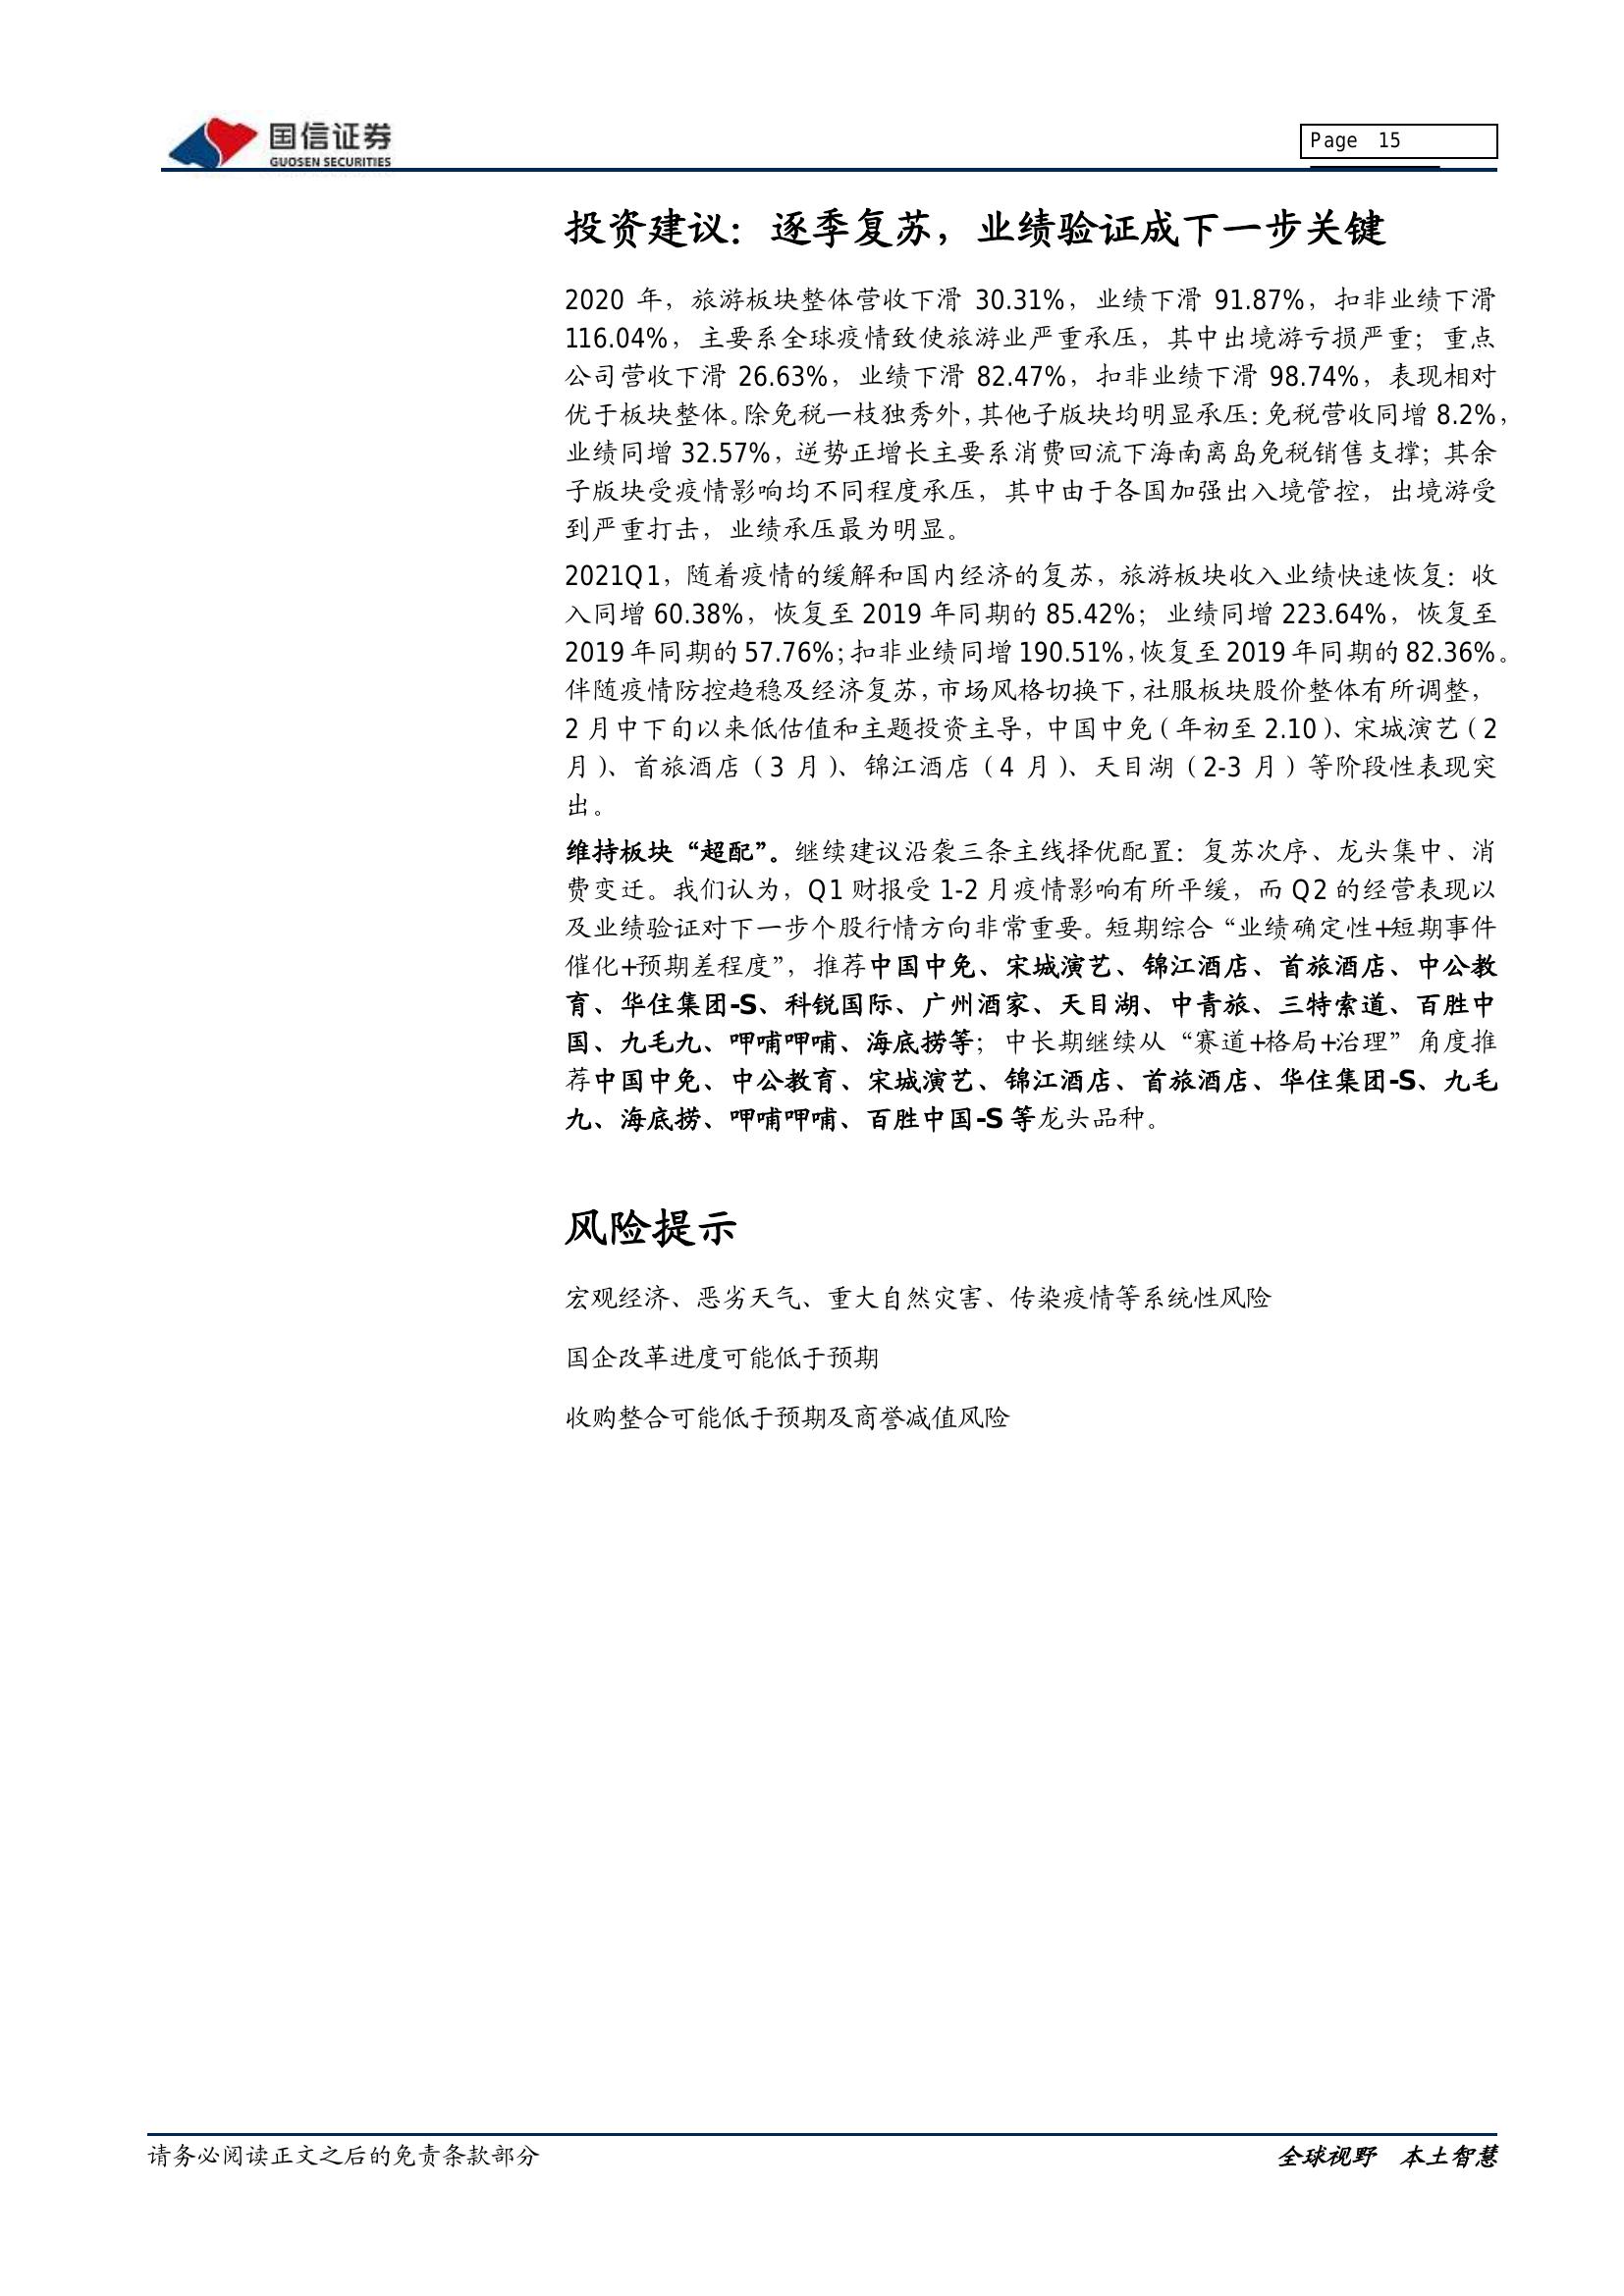 国信证券
GUOSEN SECURITIES
Page 15
投资建议：逐季复苏，业绩验证成下一步关键
2020 年，旅游板块整体营收下滑 30.31%，业绩下滑 91.87%，扣非业绩下滑
116.04%，主要系全球疫情致使旅游业严重承压，其中出境游亏损严重；重点
公司营收下滑 26.63%，业绩下滑 82.47%，扣非业绩下滑 98.74%，表现相对
优于板块整体。除免税一枝独秀外，其他子版块均明显承压：免税营收同增 8.2%，
业绩同增 32.57%，逆势正增长主要系消费回流下海南离岛免税销售支撑；其余
子版块受疫情影响均不同程度承压，其中由于各国加强出入境管控，出境游受
到严重打击，业绩承压最为明显。
2021Q1，随着疫情的缓解和国内经济的复苏，旅游板块收入业绩快速恢复：收
入同增 60.38%，恢复至 2019 年同期的 85.42%；业绩同增 223.64%，恢复至
2019 年同期的 57.76%；扣非业绩同增 190.51%，恢复至 2019 年同期的 82.36%。
伴随疫情防控趋稳及经济复苏，市场风格切换下，社服板块股价整体有所调整，
2 月中下旬以来低估值和主题投资主导，中国中免（年初至 2.10）、宋城演艺（2
月）、首旅酒店（3 月）、锦江酒店（4 月）、天目湖（2-3 月）等阶段性表现突
出。
维持板块“超配”。继续建议沿袭三条主线择优配置：复苏次序、龙头集中、消
费变迁。我们认为，Q1 财报受 1-2 月疫情影响有所平缓，而 Q2 的经营表现以
及业绩验证对下一步个股行情方向非常重要。短期综合“业绩确定性+短期事件
催化+预期差程度”，推荐中国中免、宋城演艺、锦江酒店、首旅酒店、中公教
育、华住集团-S、科锐国际、广州酒家、天目湖、中青旅、三特索道、百胜中
国、九毛九、呷哺呷哺、海底捞等；中长期继续从“赛道+格局+治理”角度推
荐中国中免、中公教育、宋城演艺、锦江酒店、首旅酒店、华住集团-S、九毛
九、海底捞、呷哺呷哺、百胜中国-S 等龙头品种。
风险提示
宏观经济、恶劣天气、重大自然灾害、传染疫情等系统性风险
国企改革进度可能低于预期
收购整合可能低于预期及商誉减值风险
请务必阅读正文之后的免责条款部分
全球视野 本土智慧